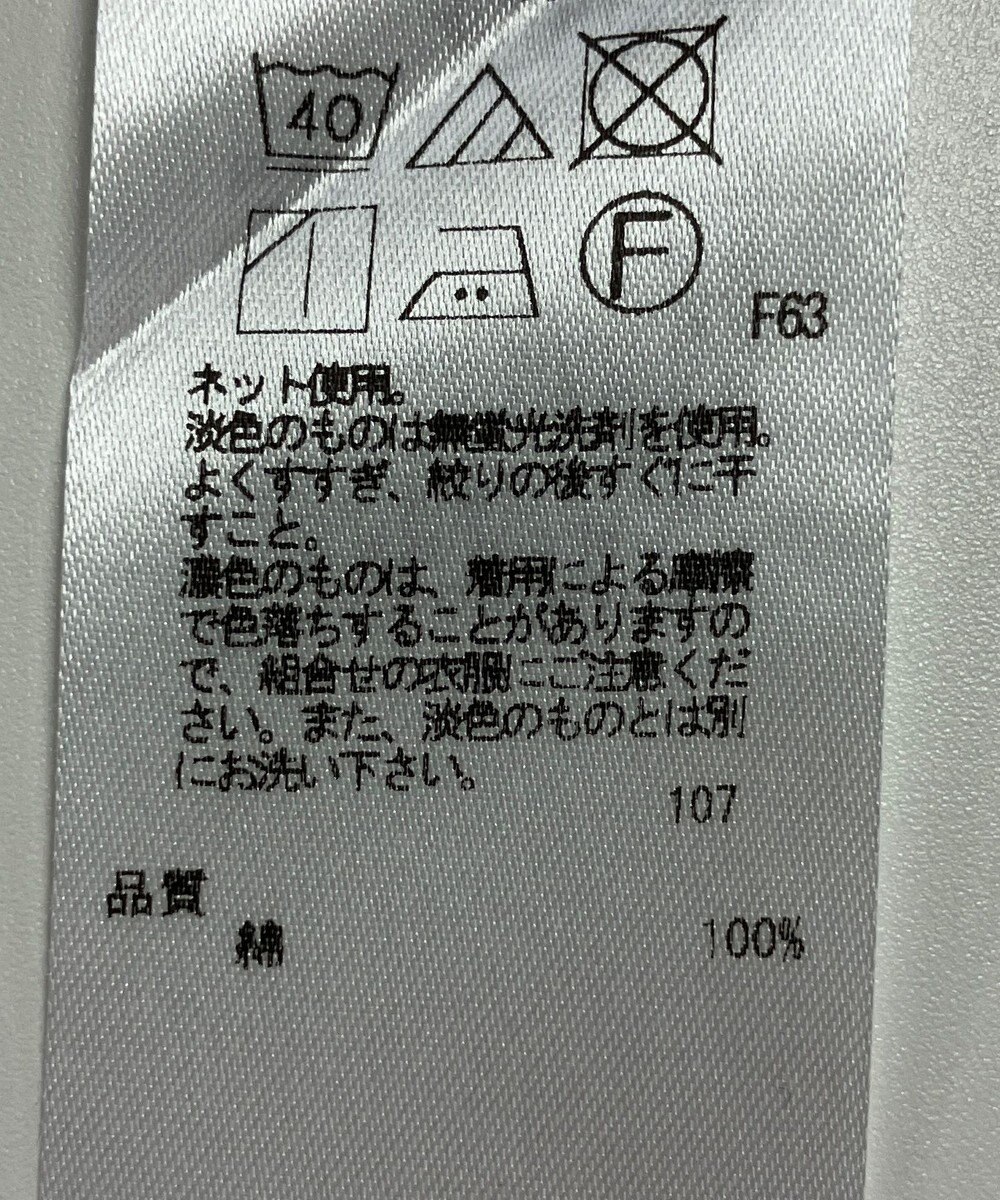 40
F
F63
ネット使用。
淡色のものは無蛍光洗剤を使用。
よくすすぎ、絞りの後すぐに干
すこと。
濃色のものは、着用による摩擦
で色落ちすることがありますの
で、組合せの衣服にご注意くだ
さい。また、淡色のものとは別
にお洗い下さい。
107
品質
綿 100%